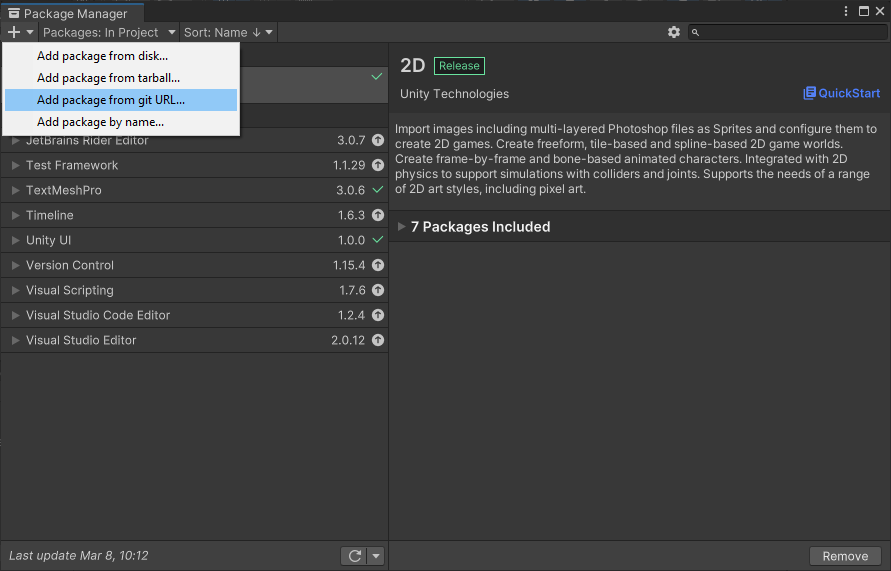 Package Manager
Packages: In Project
Sort: Name ↓
Add package from disk...
Add package from tarball...
Add package from git URL...
Add package by name...
JetBrains Rider Editor 3.0.7
Test Framework 1.1.29
TextMeshPro 3.0.6
Timeline 1.6.3
Unity UI 1.0.0
Version Control 1.15.4
Visual Scripting 1.7.6
Visual Studio Code Editor 1.2.4
Visual Studio Editor 2.0.12
Last update Mar 8, 10:12
2D Release
Unity Technologies
QuickStart
Import images including multi-layered Photoshop files as Sprites and configure them to
create 2D games. Create freeform, tile-based and spline-based 2D game worlds.
Create frame-by-frame and bone-based animated characters. Integrated with 2D
physics to support simulations with colliders and joints. Supports the needs of a range
of 2D art styles, including pixel art.
7 Packages Included
Remove